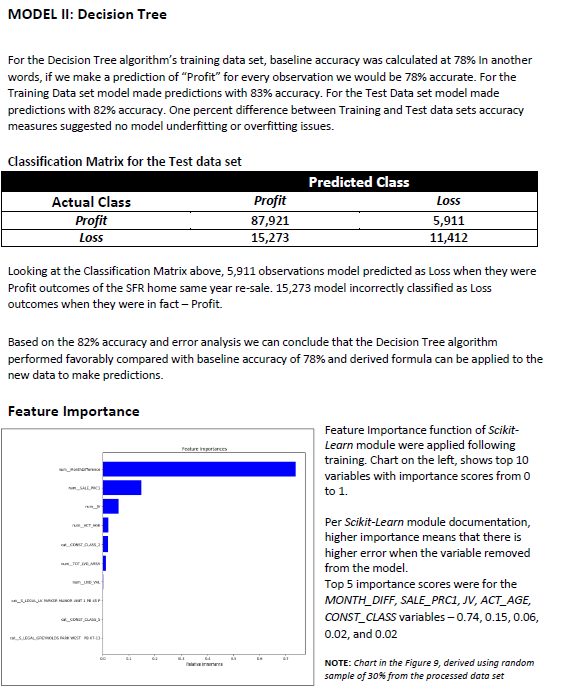 MODEL II: Decision Tree
For the Decision Tree algorithm's training data set, baseline accuracy was calculated at 78% In another
words, if we make a prediction of "Profit" for every observation we would be 78% accurate. For the
Training Data set model made predictions with 83% accuracy. For the Test Data set model made
predictions with 82% accuracy. One percent difference between Training and Test data sets accuracy
measures suggested no model underfitting or overfitting issues.
Classification Matrix for the Test data set
Predicted Class
Actual Class Profit Loss
Profit 87,921 5,911
Loss 15,273 11,412
Looking at the Classification Matrix above, 5,911 observations model predicted as Loss when they were
Profit outcomes of the SFR home same year re-sale. 15,273 model incorrectly classified as Loss
outcomes when they were in fact – Profit.
Based on the 82% accuracy and error analysis we can conclude that the Decision Tree algorithm
performed favorably compared with baseline accuracy of 78% and derived formula can be applied to the
new data to make predictions.
Feature Importance
Feature Importances
num__MonthDifference
num__SALE_PRC1
num__JV
num__ACT_AGE
cat__CONST_CLASS_2
num__TOT_LVG_AREA
num__LND_VAL
cat__CONST_CLASS_3
0.0 0.1 0.2 0.3 0.4 0.5 0.6 0.7
Relative Importance
Feature Importance function of Scikit-
Learn module were applied following
training. Chart on the left, shows top 10
variables with importance scores from 0
to 1.
Per Scikit-Learn module documentation,
higher importance means that there is
higher error when the variable removed
from the model.
Top 5 importance scores were for the
MONTH_DIFF, SALE_PRC1, JV, ACT_AGE,
CONST_CLASS variables – 0.74, 0.15, 0.06,
0.02, and 0.02
NOTE: Chart in the Figure 9, derived using random
sample of 30% from the processed data set